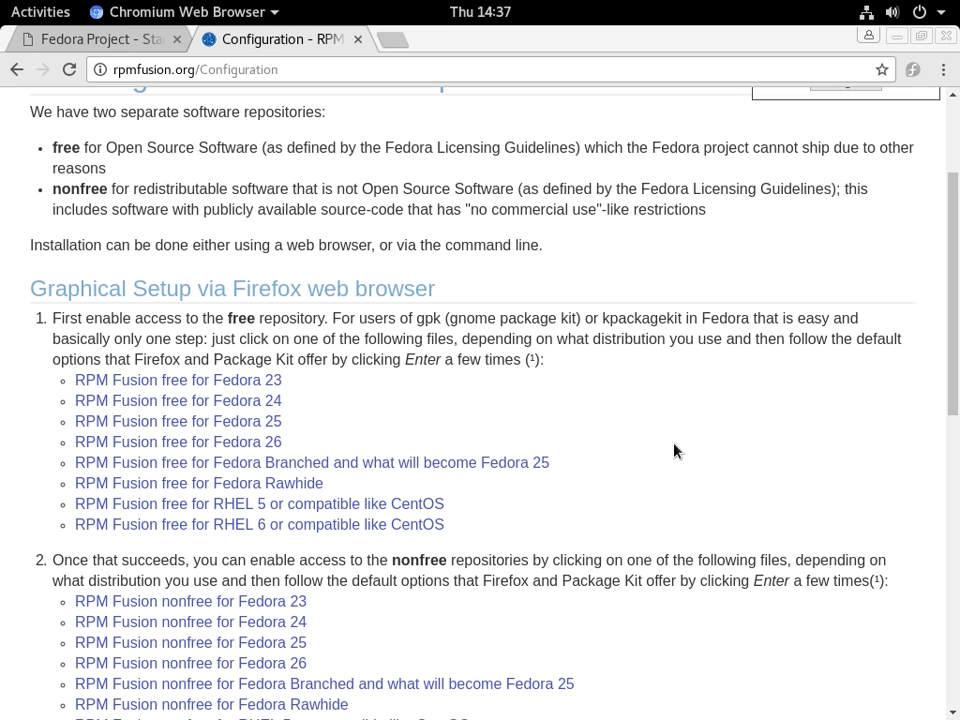 Activities Chromium Web Browser Thu 14:37
Fedora Project - Sta Configuration - RPM
rpmfusion.org/Configuration
We have two separate software repositories:
• free for Open Source Software (as defined by the Fedora Licensing Guidelines) which the Fedora project cannot ship due to other
reasons
• nonfree for redistributable software that is not Open Source Software (as defined by the Fedora Licensing Guidelines); this
includes software with publicly available source-code that has "no commercial use"-like restrictions
Installation can be done either using a web browser, or via the command line.
Graphical Setup via Firefox web browser
1. First enable access to the free repository. For users of gpk (gnome package kit) or kpackagekit in Fedora that is easy and
basically only one step: just click on one of the following files, depending on what distribution you use and then follow the default
options that Firefox and Package Kit offer by clicking Enter a few times (¹):
RPM Fusion free for Fedora 23
RPM Fusion free for Fedora 24
RPM Fusion free for Fedora 25
RPM Fusion free for Fedora 26
RPM Fusion free for Fedora Branched and what will become Fedora 25
RPM Fusion free for Fedora Rawhide
RPM Fusion free for RHEL 5 or compatible like CentOS
RPM Fusion free for RHEL 6 or compatible like CentOS
2. Once that succeeds, you can enable access to the nonfree repositories by clicking on one of the following files, depending on
what distribution you use and then follow the default options that Firefox and Package Kit offer by clicking Enter a few times(¹):
RPM Fusion nonfree for Fedora 23
RPM Fusion nonfree for Fedora 24
RPM Fusion nonfree for Fedora 25
RPM Fusion nonfree for Fedora 26
RPM Fusion nonfree for Fedora Branched and what will become Fedora 25
RPM Fusion nonfree for Fedora Rawhide